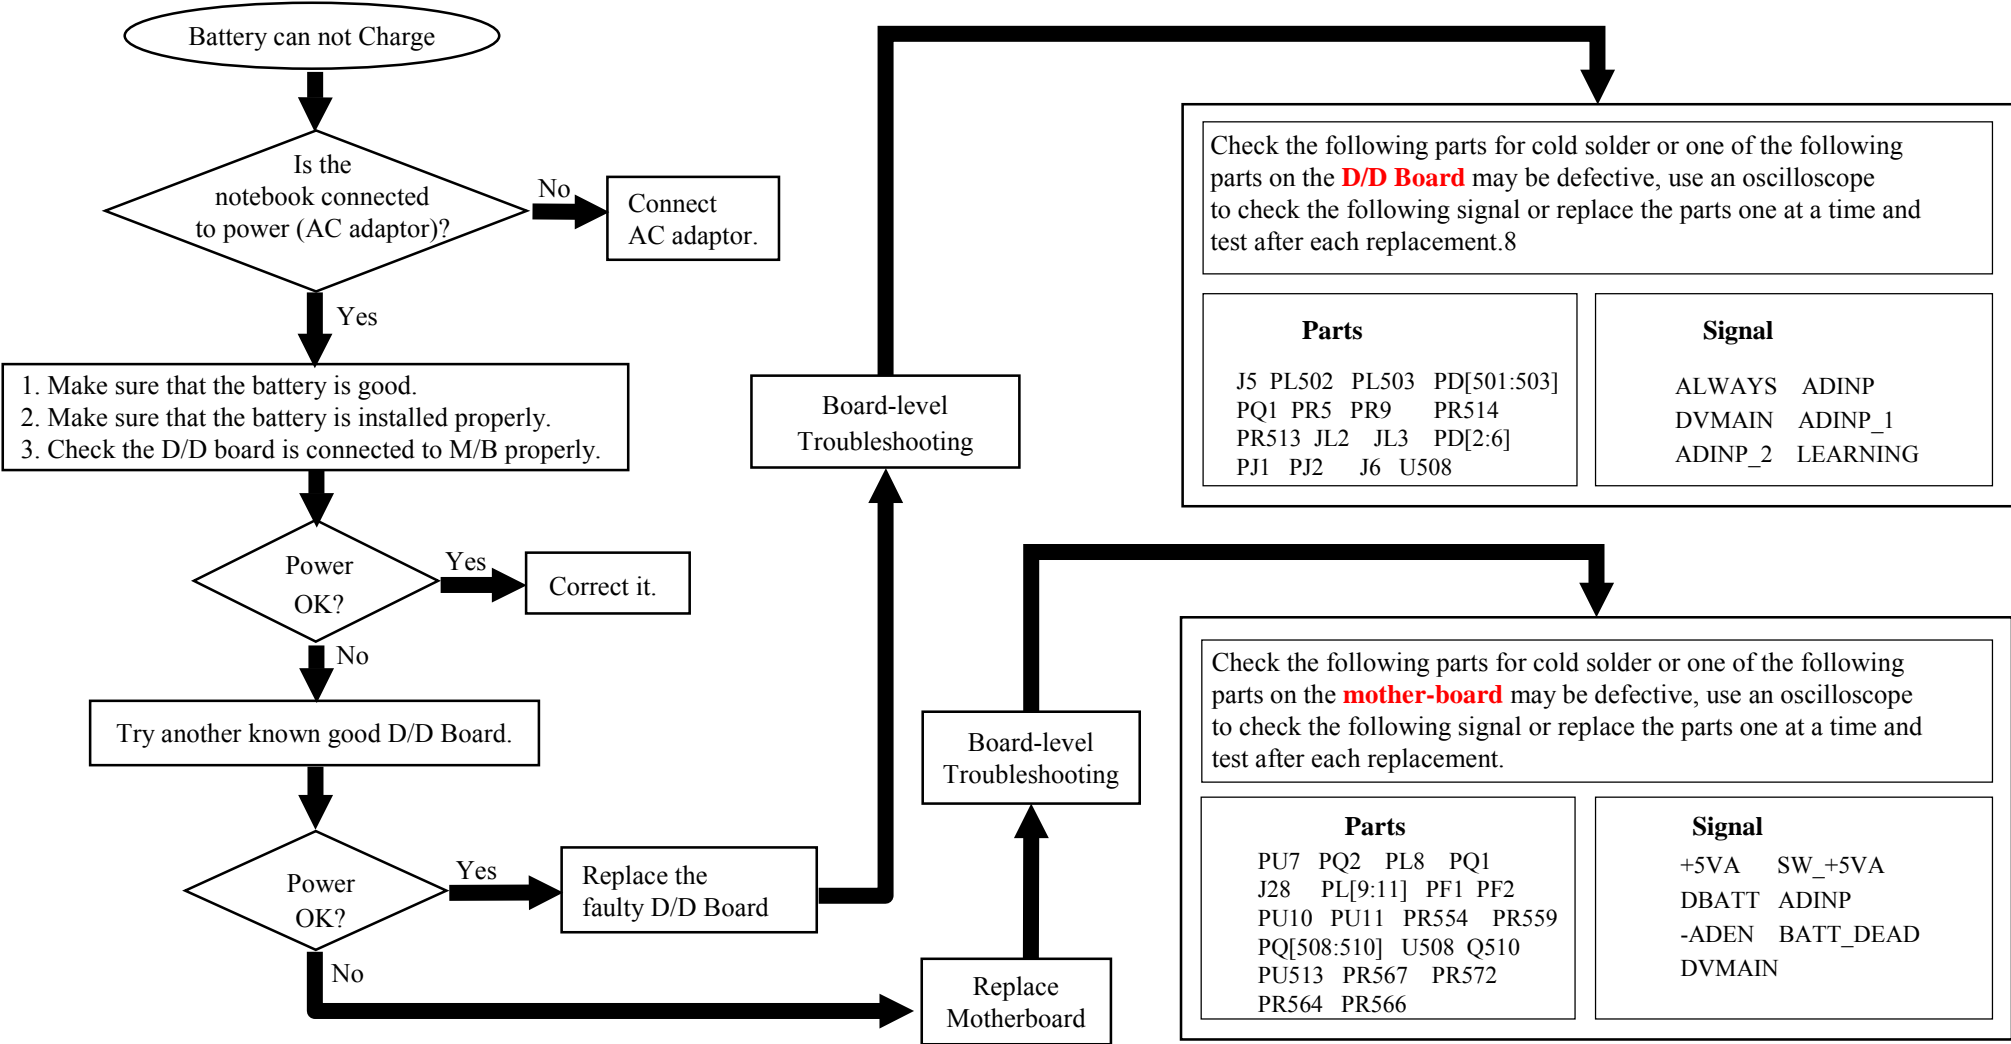 Battery can not Charge
Is the
notebook connected
to power (AC adaptor)?
No
Connect
AC adaptor.
Yes
1. Make sure that the battery is good.
2. Make sure that the battery is installed properly.
3. Check the D/D board is connected to M/B properly.
Power
OK?
Yes
Correct it.
No
Try another known good D/D Board.
Power
OK?
Yes
Replace the
faulty D/D Board
No
Replace
Motherboard
Board-level
Troubleshooting
Board-level
Troubleshooting
Check the following parts for cold solder or one of the following
parts on the D/D Board may be defective, use an oscilloscope
to check the following signal or replace the parts one at a time and
test after each replacement.8
Parts
J5 PL502 PL503 PD[501:503]
PQ1 PR5 PR9 PR514
PR513 JL2 JL3 PD[2:6]
PJ1 PJ2 J6 U508
Signal
ALWAYS ADINP
DVMAIN ADINP_1
ADINP_2 LEARNING
Check the following parts for cold solder or one of the following
parts on the mother-board may be defective, use an oscilloscope
to check the following signal or replace the parts one at a time and
test after each replacement.
Parts
PU7 PQ2 PL8 PQ1
J28 PL[9:11] PF1 PF2
PU10 PU11 PR554 PR559
PQ[508:510] U508 Q510
PU513 PR567 PR572
PR564 PR566
Signal
+5VA SW_+5VA
DBATT ADINP
-ADEN BATT_DEAD
DVMAIN